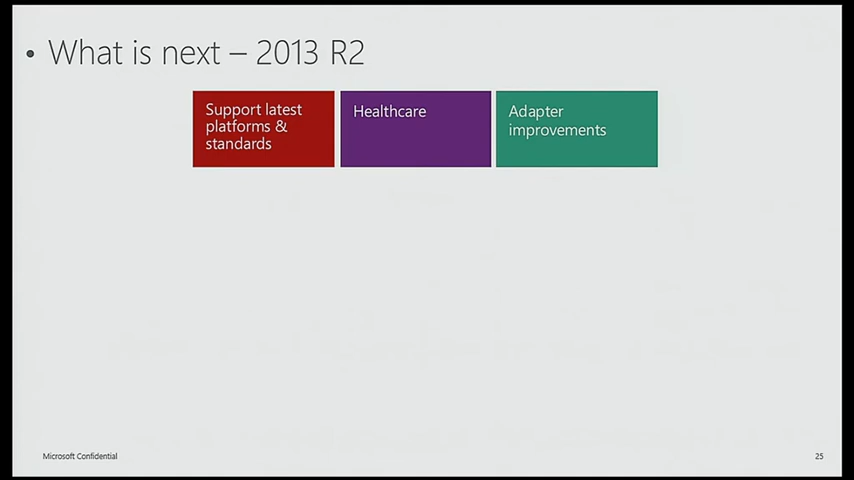 • What is next – 2013 R2
Support latest
platforms &
standards
Healthcare
Adapter
improvements
Microsoft Confidential
25